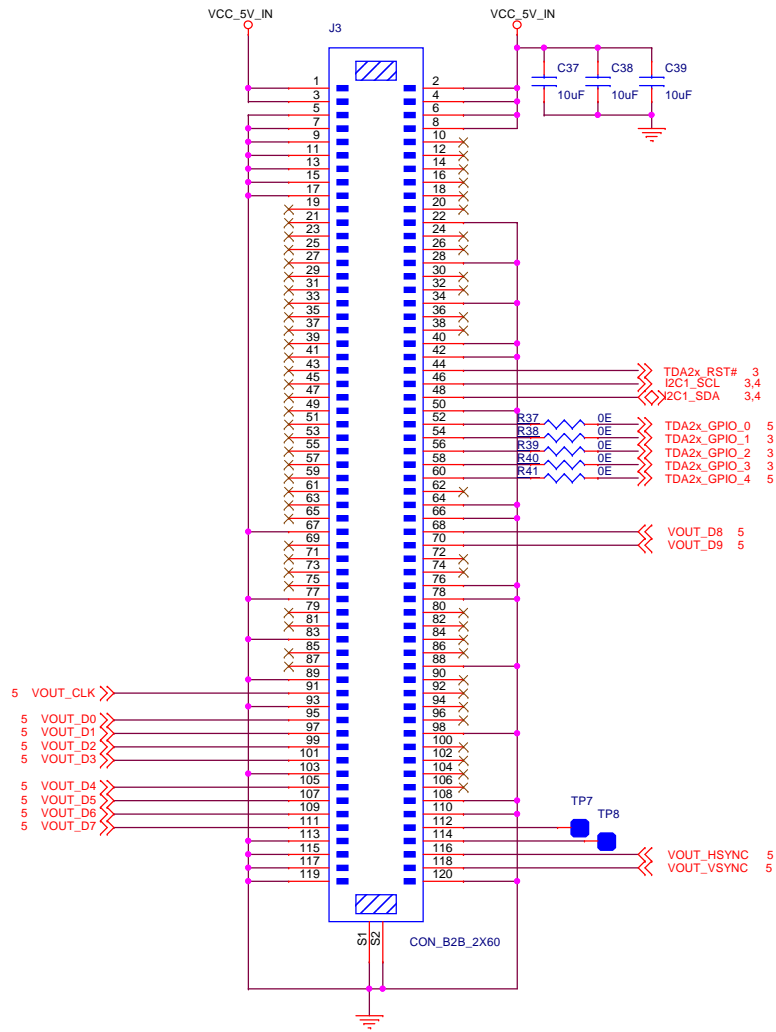 VCC_5V_IN VCC_5V_IN
J3
C37 C38 C39
10uF 10uF 10uF
1 2
3 4
5 6
7 8
9 10
11 12
13 14
15 16
17 18
19 20
21 22
23 24
25 26
27 28
29 30
31 32
33 34
35 36
37 38
39 40
41 42
43 44 TDA2x_RST# 3
45 46 I2C1_SCL 3,4
47 48 I2C1_SDA 3,4
49 50
51 52 R37 0E TDA2x_GPIO_0 5
53 54 R38 0E TDA2x_GPIO_1 3
55 56 R39 0E TDA2x_GPIO_2 3
57 58 R40 0E TDA2x_GPIO_3 3
59 60 R41 0E TDA2x_GPIO_4 5
61 62
63 64
65 66
67 68 VOUT_D8 5
69 70 VOUT_D9 5
71 72
73 74
75 76
77 78
79 80
81 82
83 84
85 86
87 88
89 90
5 VOUT_CLK 91 92
93 94
5 VOUT_D0 95 96
5 VOUT_D1 97 98
5 VOUT_D2 99 100
5 VOUT_D3 101 102
103 104
5 VOUT_D4 105 106
5 VOUT_D5 107 108
5 VOUT_D6 109 110
5 VOUT_D7 111 112 TP7
113 114 TP8
115 116 VOUT_HSYNC 5
117 118 VOUT_VSYNC 5
119 120
S1 S2
CON_B2B_2X60